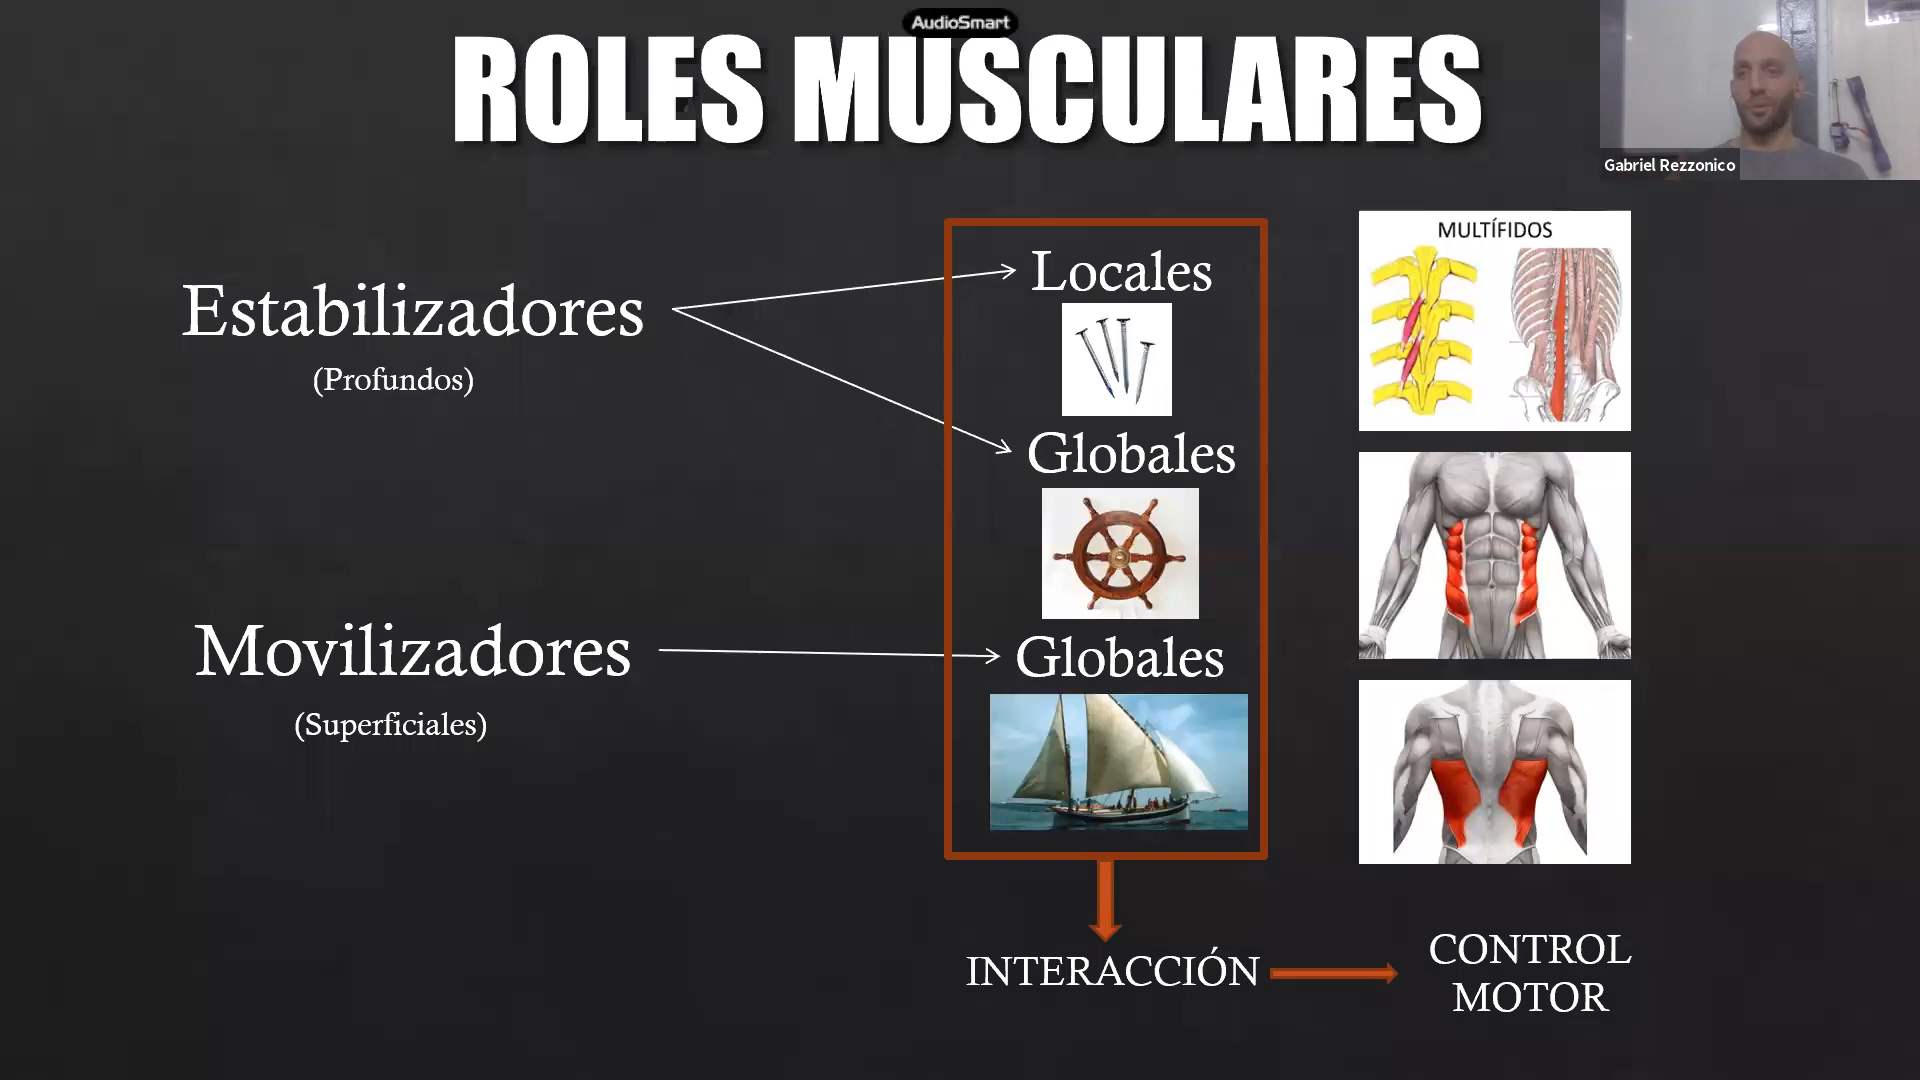 AudioSmart
ROLES MUSCULARES
Gabriel Rezzonico
Estabilizadores
(Profundos)
Locales
Globales
Movilizadores
(Superficiales)
Globales
MULTÍFIDOS
INTERACCIÓN
CONTROL
MOTOR